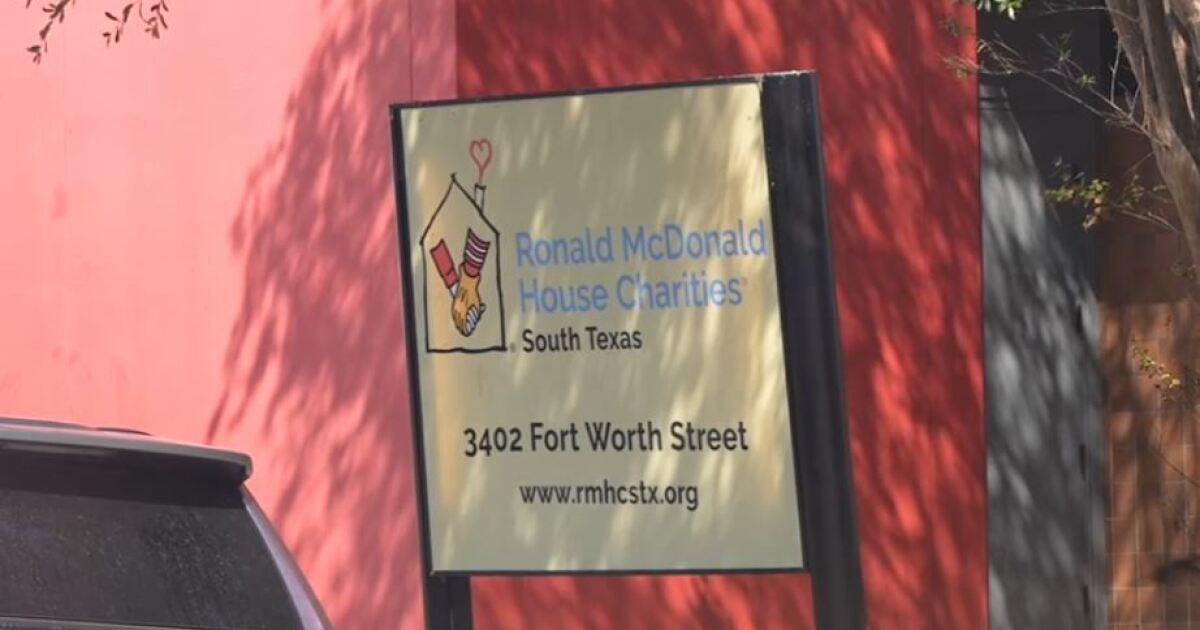 Ronald McDonald
House Charities®
South Texas
3402 Fort Worth Street
www.rmhcstx.org